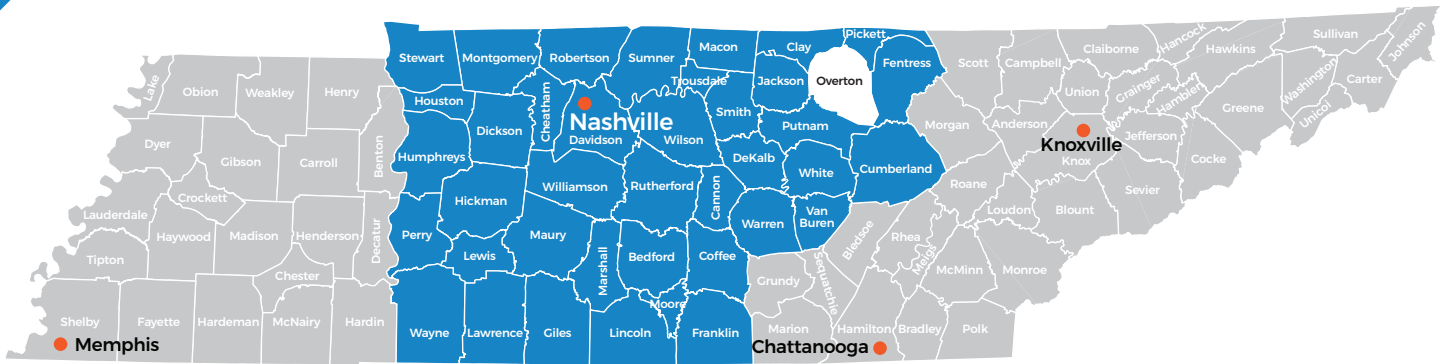 Stewart
Montgomery
Robertson
Sumner
Macon
Clay
Pickett
Fentress
Overton
Jackson
Trousdale
Smith
Putnam
Houston
Dickson
Cheatham
Nashville
Davidson
Wilson
Humphreys
Williamson
Rutherford
Cannon
DeKalb
White
Cumberland
Hickman
Perry
Lewis
Maury
Marshall
Bedford
Coffee
Warren
Van
Buren
Moore
Wayne
Lawrence
Giles
Lincoln
Franklin
Lake
Obion
Weakley
Henry
Dyer
Gibson
Carroll
Benton
Crockett
Lauderdale
Haywood
Madison
Henderson
Decatur
Tipton
Chester
Shelby
Fayette
Hardeman
McNairy
Hardin
Memphis
Scott
Campbell
Claiborne
Hancock
Hawkins
Sullivan
Johnson
Union
Grainger
Hamblen
Washington
Carter
Unicoi
Greene
Morgan
Anderson
Knoxville
Knox
Jefferson
Cocke
Sevier
Roane
Loudon
Blount
Bledsoe
Rhea
Meigs
McMinn
Monroe
Grundy
Sequatchie
Marion
Hamilton
Bradley
Polk
Chattanooga